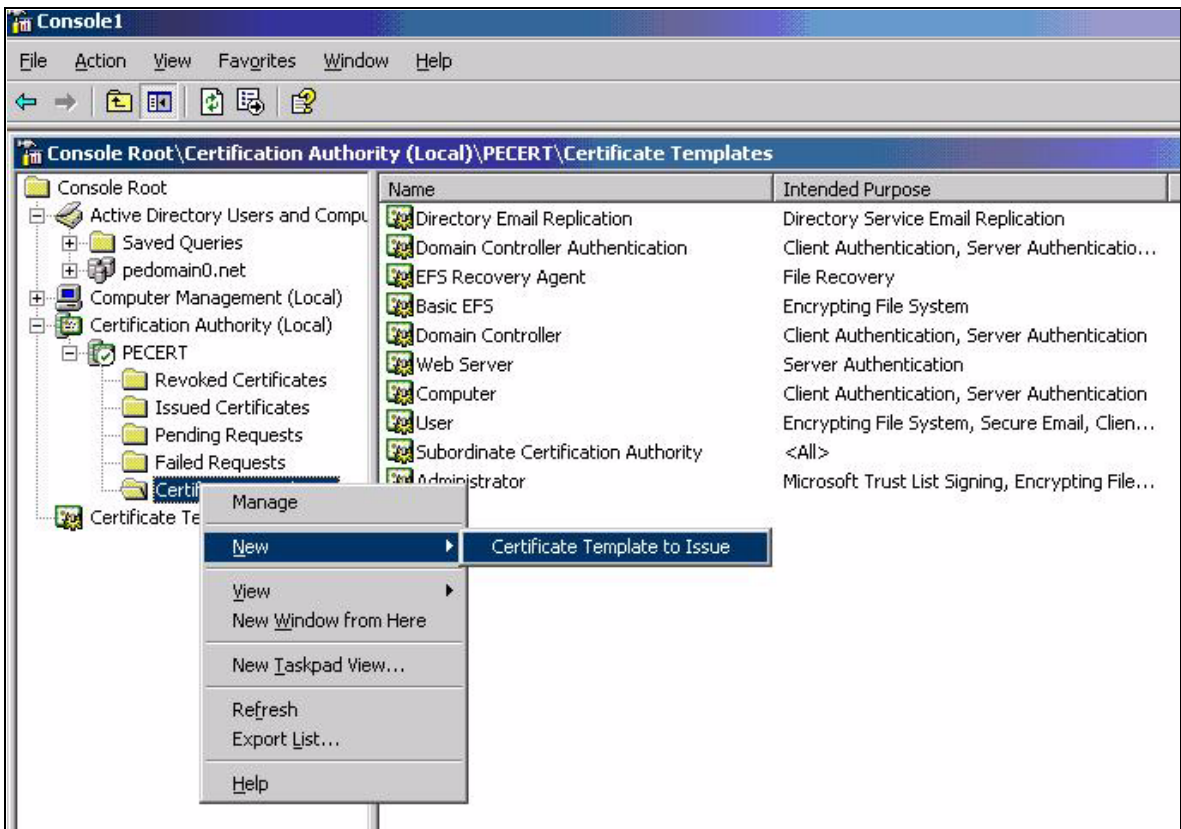 Console1
File Action View Favorites Window Help
Console Root\Certification Authority (Local)\PECERT\Certificate Templates
Console Root
Active Directory Users and Compu
Saved Queries
pedomain0.net
Computer Management (Local)
Certification Authority (Local)
PECERT
Revoked Certificates
Issued Certificates
Pending Requests
Failed Requests
Certif
Certificate Te
Name Intended Purpose
Directory Email Replication Directory Service Email Replication
Domain Controller Authentication Client Authentication, Server Authenticatio...
EFS Recovery Agent File Recovery
Basic EFS Encrypting File System
Domain Controller Client Authentication, Server Authentication
Web Server Server Authentication
Computer Client Authentication, Server Authentication
User Encrypting File System, Secure Email, Clien...
Subordinate Certification Authority <All>
Administrator Microsoft Trust List Signing, Encrypting File...
Manage
New
Certificate Template to Issue
View
New Window from Here
New Taskpad View...
Refresh
Export List...
Help